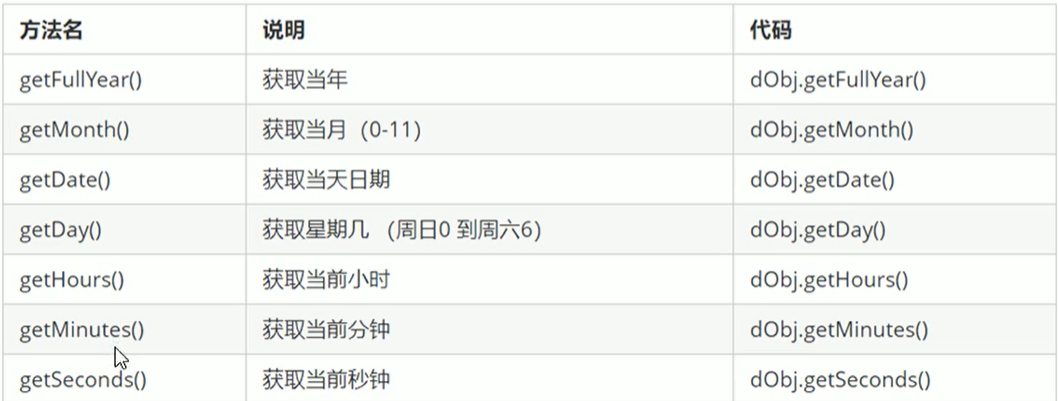 方法名 说明 代码
getFullYear() 获取当年 dObj.getFullYear()
getMonth() 获取当月（0-11） dObj.getMonth()
getDate() 获取当天日期 dObj.getDate()
getDay() 获取星期几 （周日0 到周六6） dObj.getDay()
getHours() 获取当前小时 dObj.getHours()
getMinutes() 获取当前分钟 dObj.getMinutes()
getSeconds() 获取当前秒钟 dObj.getSeconds()